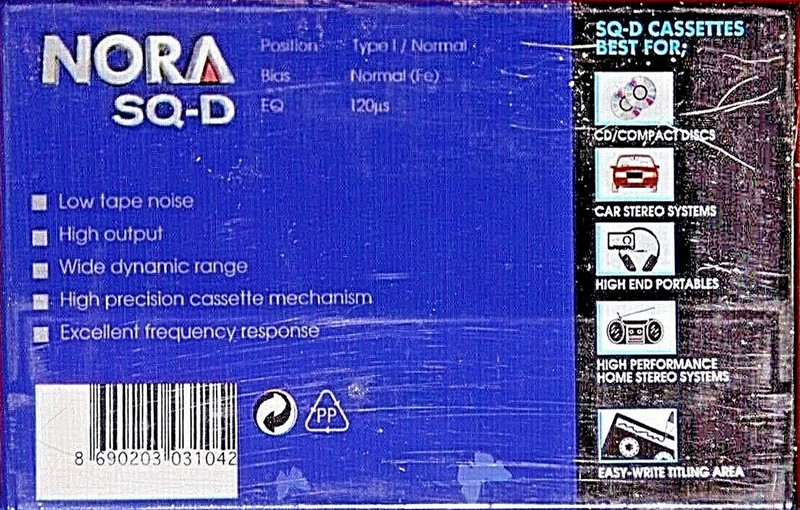 NORA
SQ-D
Position Type I / Normal
Bias Normal (Fe)
EQ 120µs
Low tape noise
High output
Wide dynamic range
High precision cassette mechanism
Excellent frequency response
8 690203 031042
PP
SQ-D CASSETTES
BEST FOR;
CD/COMPACT DISCS
CAR STEREO SYSTEMS
HIGH END PORTABLES
HIGH PERFORMANCE
HOME STEREO SYSTEMS
EASY-WRITE TITLING AREA